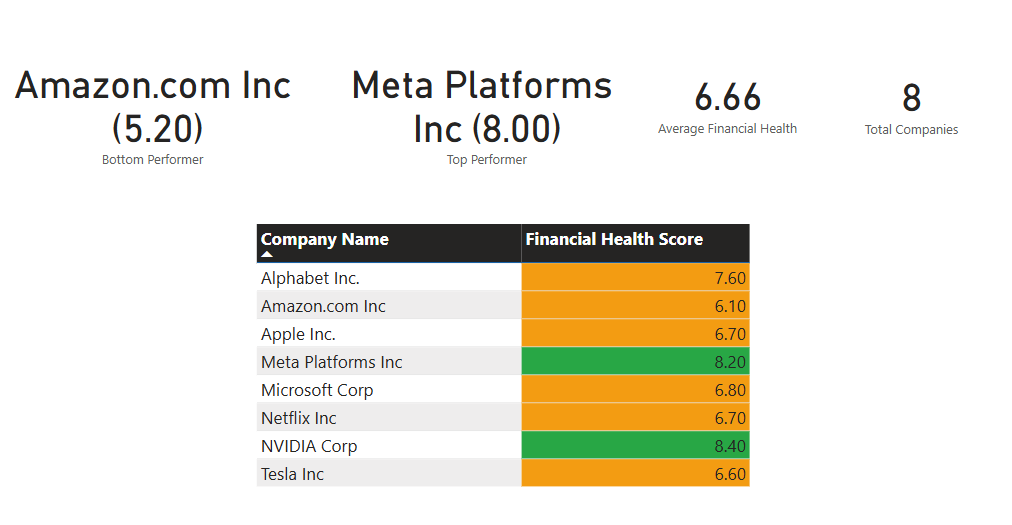 Amazon.com Inc
(5.20)
Bottom Performer
Meta Platforms
Inc (8.00)
Top Performer
6.66
Average Financial Health
8
Total Companies
Company Name Financial Health Score
Alphabet Inc. 7.60
Amazon.com Inc 6.10
Apple Inc. 6.70
Meta Platforms Inc 8.20
Microsoft Corp 6.80
Netflix Inc 6.70
NVIDIA Corp 8.40
Tesla Inc 6.60